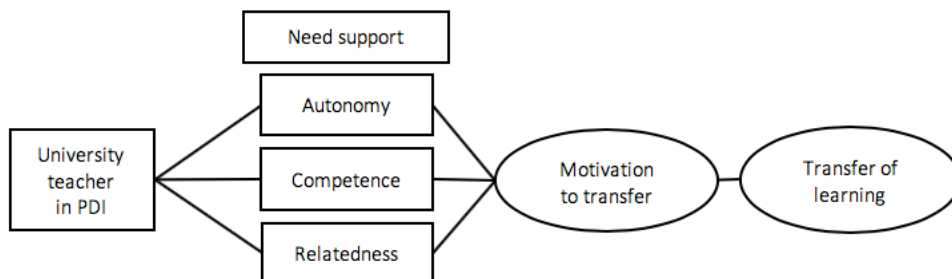 Need support
Autonomy
University
teacher
in PDI
Competence
Relatedness
Motivation
to transfer
Transfer of
learning